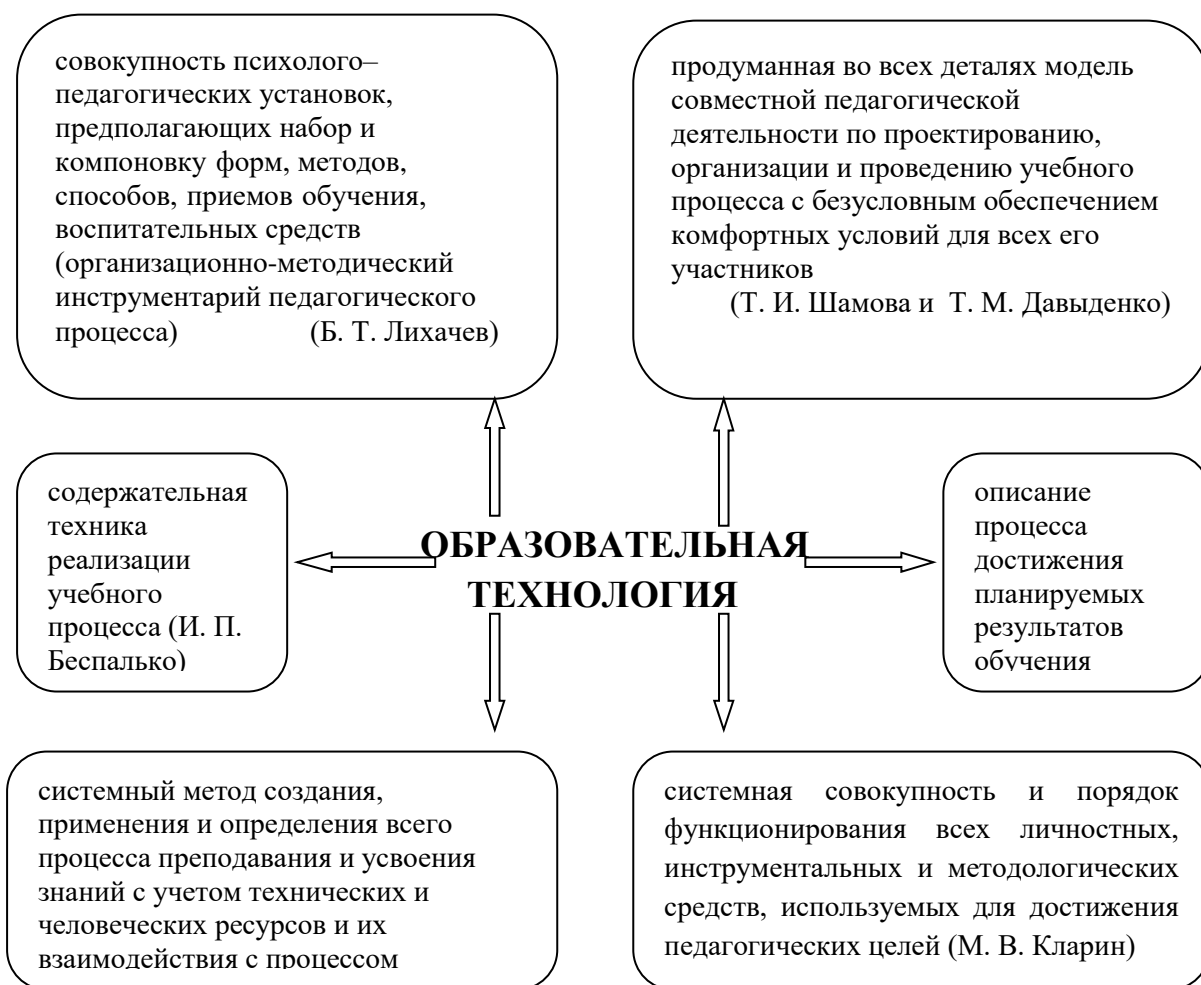 совокупность психолого–
педагогических установок,
предполагающих набор и
компоновку форм, методов,
способов, приемов обучения,
воспитательных средств
(организационно-методический
инструментарий педагогического
процесса) (Б. Т. Лихачев)
продуманная во всех деталях модель
совместной педагогической
деятельности по проектированию,
организации и проведению учебного
процесса с безусловным обеспечением
комфортных условий для всех его
участников
(Т. И. Шамова и Т. М. Давыденко)
содержательная
техника
реализации
учебного
процесса (И. П.
Беспалько)
ОБРАЗОВАТЕЛЬНАЯ
ТЕХНОЛОГИЯ
описание
процесса
достижения
планируемых
результатов
обучения
системный метод создания,
применения и определения всего
процесса преподавания и усвоения
знаний с учетом технических и
человеческих ресурсов и их
взаимодействия с процессом
системная совокупность и порядок
функционирования всех личностных,
инструментальных и методологических
средств, используемых для достижения
педагогических целей (М. В. Кларин)